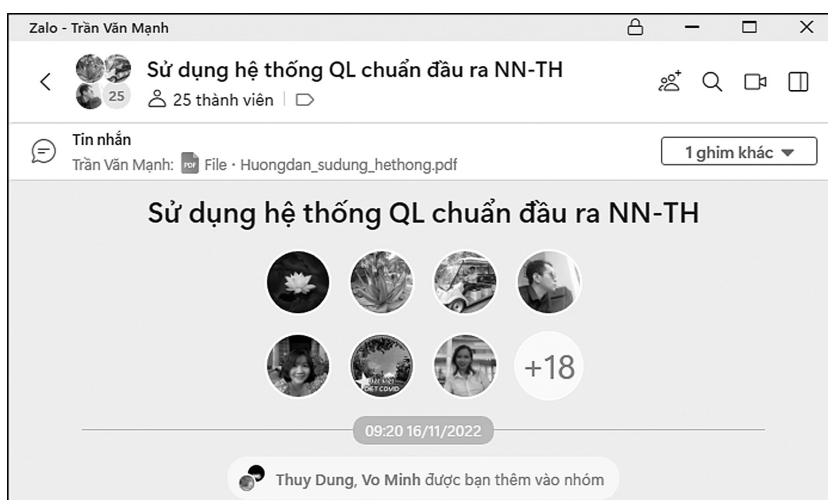 Zalo - Trần Văn Mạnh
Sử dụng hệ thống QL chuẩn đầu ra NN-TH
25
25 thành viên
Tin nhắn
Trần Văn Mạnh: PDF File · Huongdan_sudung_hethong.pdf
1 ghim khác
Sử dụng hệ thống QL chuẩn đầu ra NN-TH
+18
09:20 16/11/2022
Thuy Dung, Vo Minh được bạn thêm vào nhóm